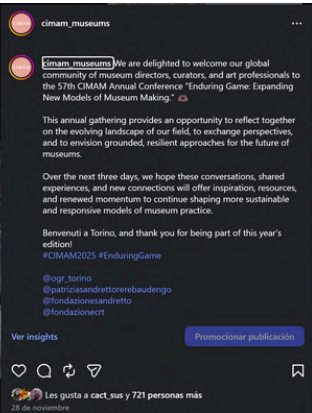 cimam_museums
cimam_museums We are delighted to welcome our global
community of museum directors, curators, and art professionals to
the 57th CIMAM Annual Conference "Enduring Game: Expanding
New Models of Museum Making."
This annual gathering provides an opportunity to reflect together
on the evolving landscape of our field, to exchange perspectives,
and to envision grounded, resilient approaches for the future of
museums.
Over the next three days, we hope these conversations, shared
experiences, and new connections will offer inspiration, resources,
and renewed momentum to continue shaping more sustainable
and responsive models of museum practice.
Benvenuti a Torino, and thank you for being part of this year's
edition!
#CIMAM2025 #EnduringGame
@ogr_torino
@patriziasandrettorerebaudengo
@fondazionesandretto
@fondazionecrt
Ver insights
Promocionar publicación
Les gusta a cact_sus y 721 personas más
28 de noviembre